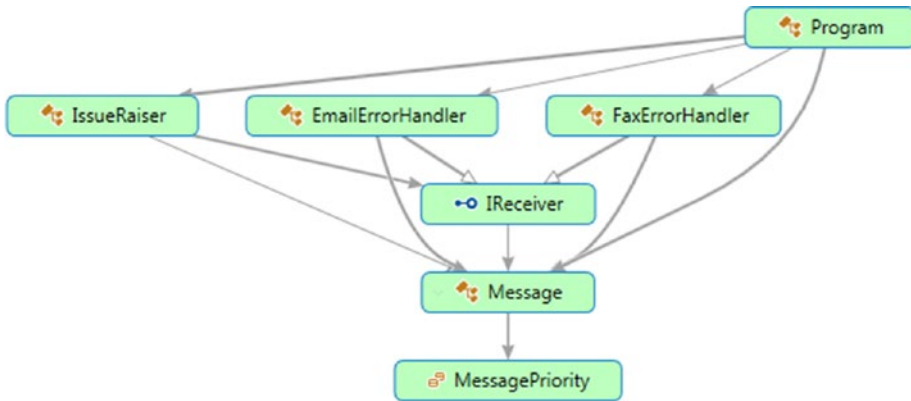 Program
IssueRaiser
EmailErrorHandler
FaxErrorHandler
IReceiver
Message
MessagePriority